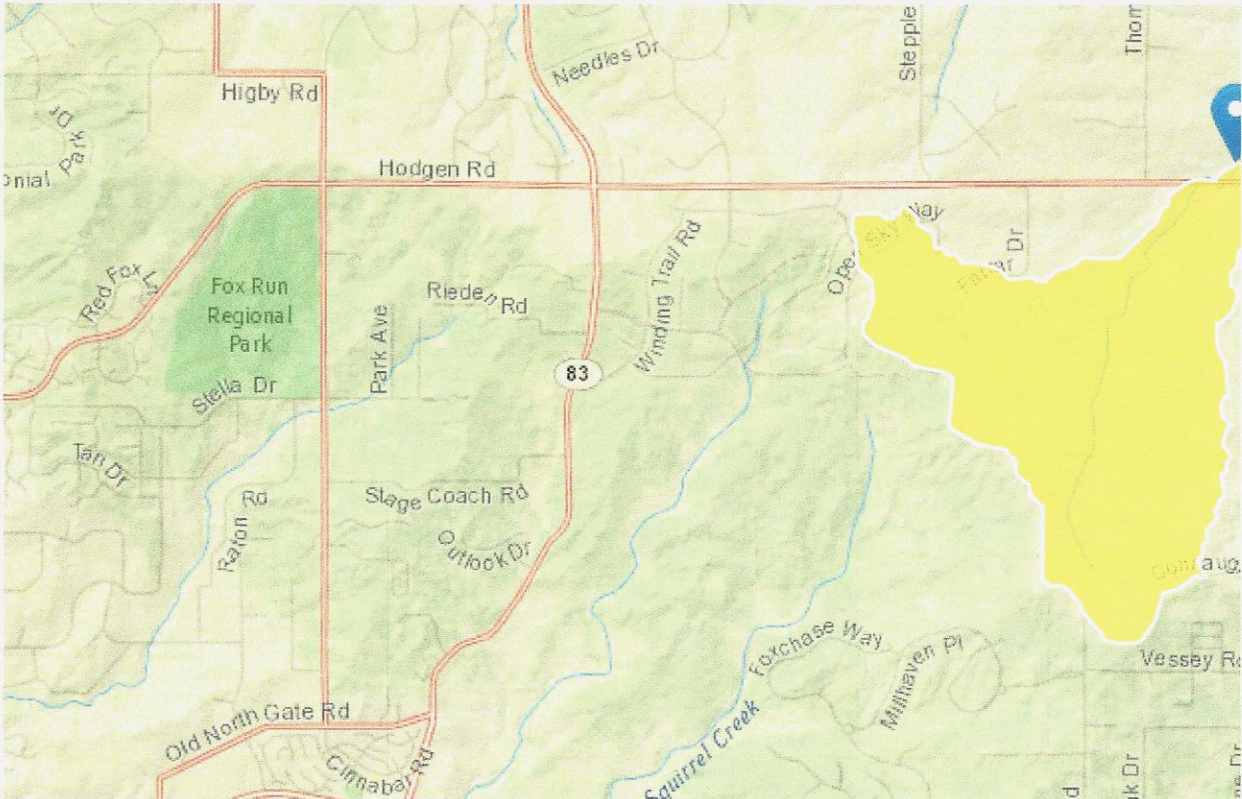 Needles Dr
Stepple
Thom
Higby Rd
Park Dr
onial
Hodgen Rd
Open Sky Way
Winding Trail Rd
Red Fox Ln
Fox Run
Regional
Park
Rieden Rd
Park Ave
83
Stella Dr
Tan Dr
Raton Rd
Stage Coach Rd
Outlook Dr
Foxchase Way
Millhaven Pl
Vessey Rd
Old North Gate Rd
Cinnabar Rd
Squirrel Creek
d
k Dr
e Dr